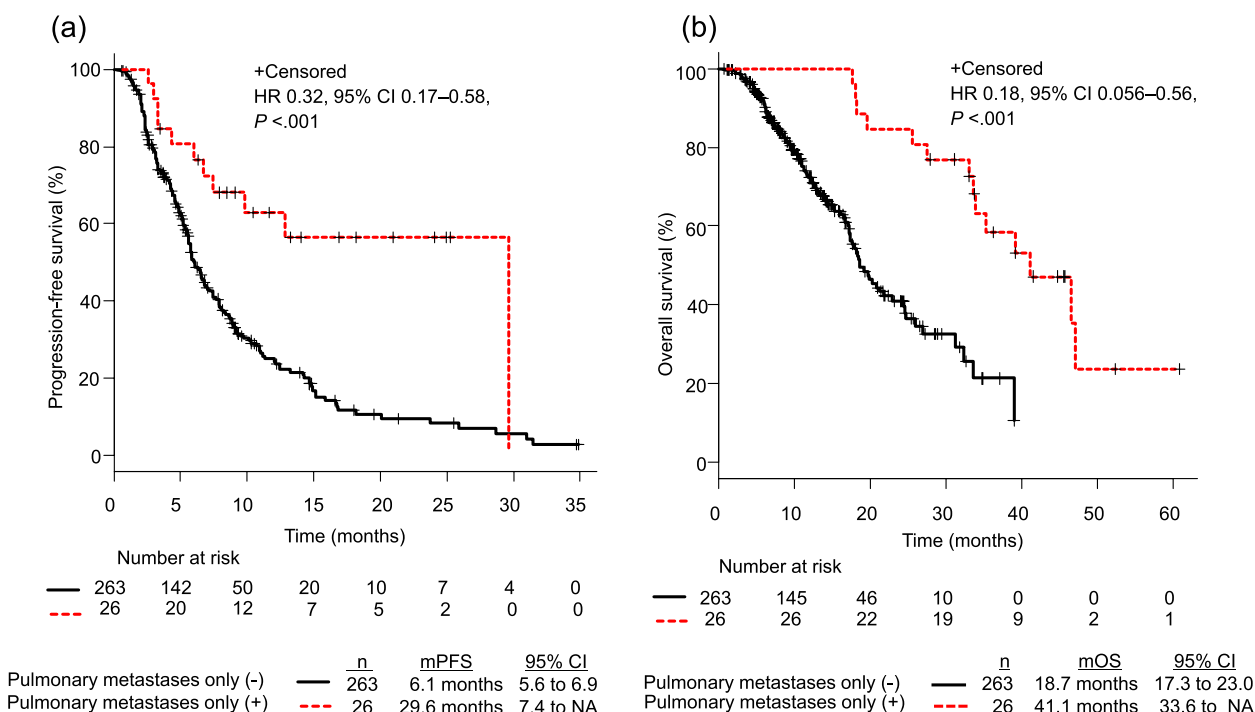 (a)
+Censored
HR 0.32, 95% CI 0.17–0.58,
P <.001
Progression-free survival (%)
100
80
60
40
20
0
0 5 10 15 20 25 30 35
Time (months)
Number at risk
263 142 50 20 10 7 4 0
26 20 12 7 5 2 0 0
n mPFS 95% CI
Pulmonary metastases only (-) 263 6.1 months 5.6 to 6.9
Pulmonary metastases only (+) 26 29.6 months 7.4 to NA
(b)
+Censored
HR 0.18, 95% CI 0.056–0.56,
P <.001
Overall survival (%)
100
80
60
40
20
0
0 10 20 30 40 50 60
Time (months)
Number at risk
263 145 46 10 0 0 0
26 26 22 19 9 2 1
n mOS 95% CI
Pulmonary metastases only (-) 263 18.7 months 17.3 to 23.0
Pulmonary metastases only (+) 26 41.1 months 33.6 to NA